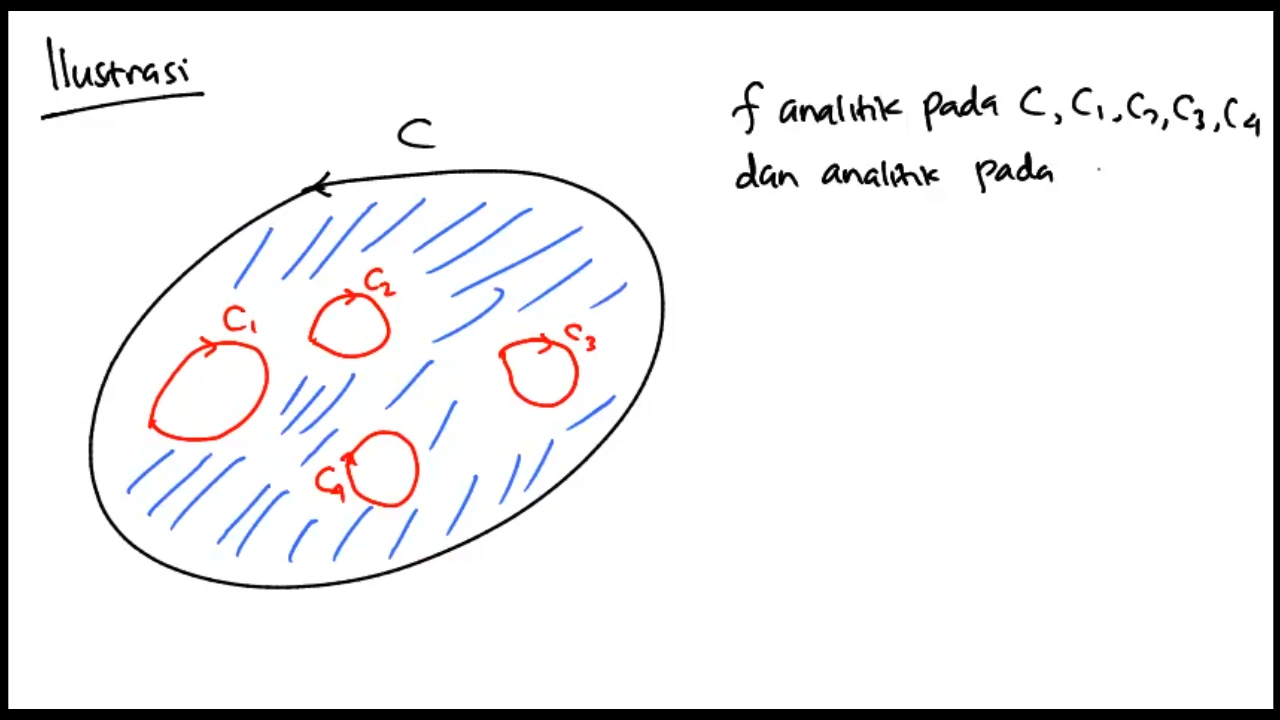 Ilustrasi
f analitik pada C, C₁, C₂, C₃, C₄
dan analitik pada
C
C₂
C₁
C₃
C₄